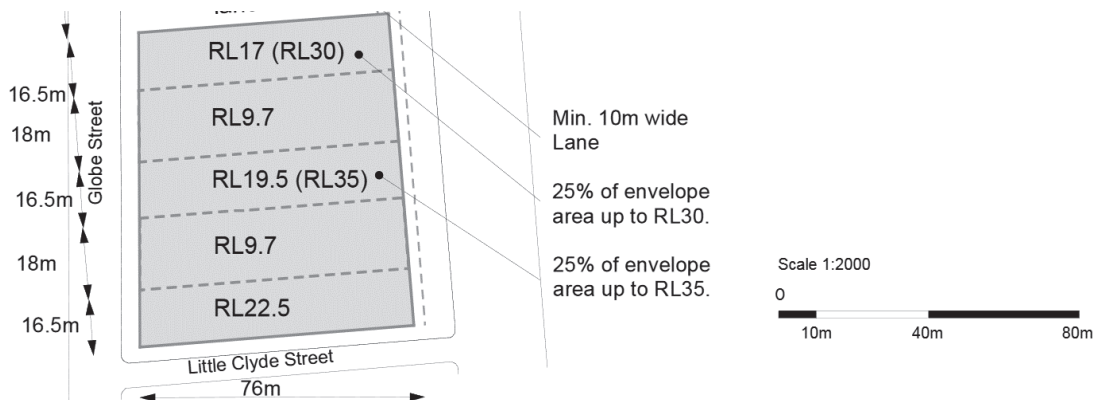 RL17 (RL30)
16.5m
RL9.7
18m
Globe Street
RL19.5 (RL35)
16.5m
RL9.7
18m
RL22.5
16.5m
Little Clyde Street
76m
Min. 10m wide
Lane
25% of envelope
area up to RL30.
25% of envelope
area up to RL35.
Scale 1:2000
0
10m
40m
80m